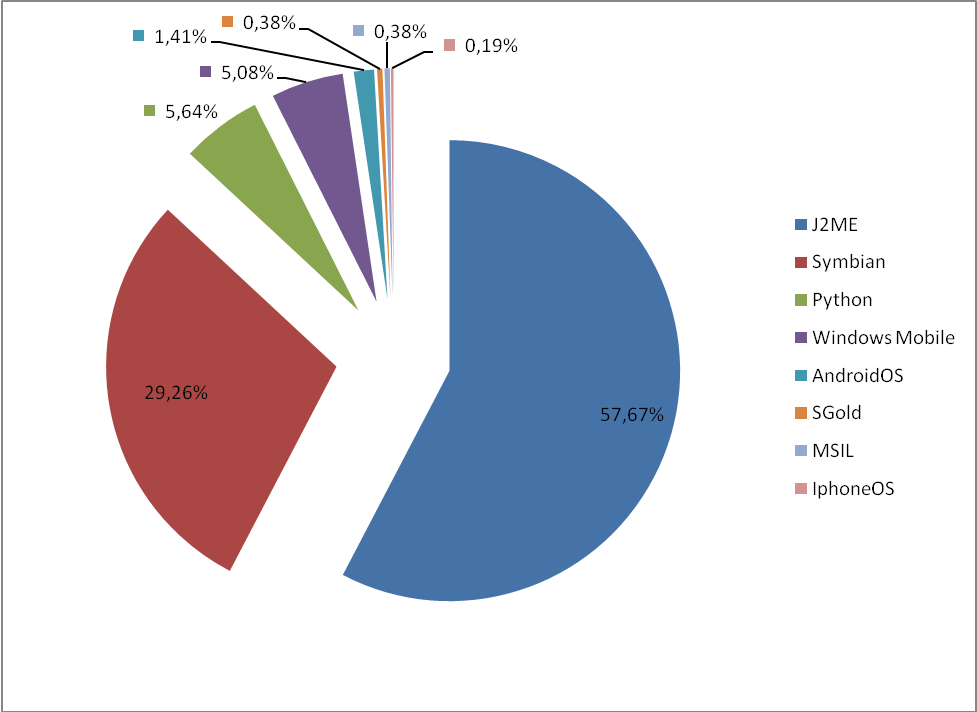 0,38%
0,38%
1,41%
0,19%
5,08%
5,64%
29,26%
57,67%
J2ME
Symbian
Python
Windows Mobile
AndroidOS
SGold
MSIL
IphoneOS